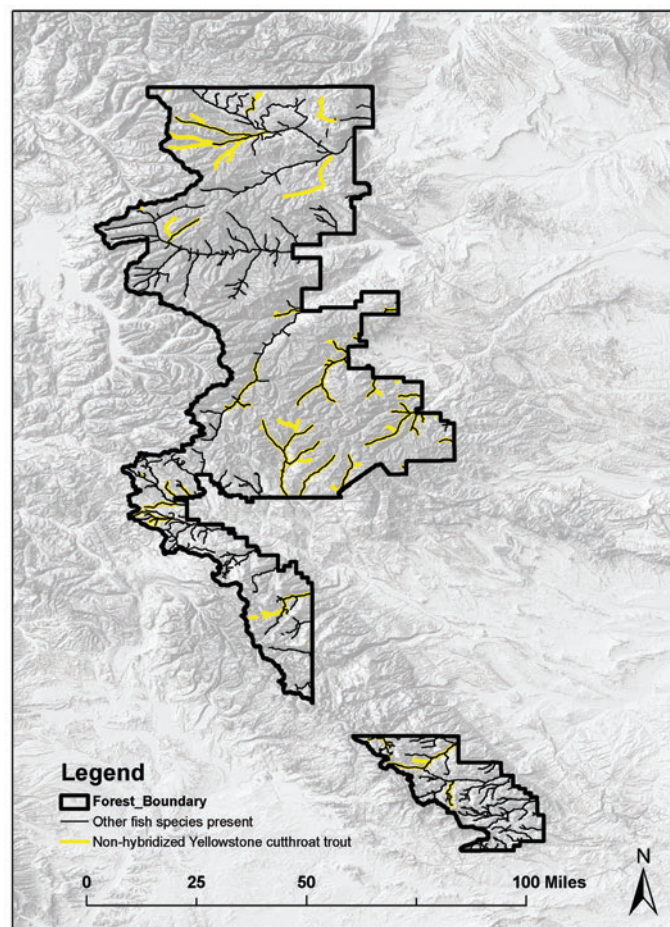 Legend
Forest_Boundary
Other fish species present
Non-hybridized Yellowstone cutthroat trout
0 25 50 100 Miles
N